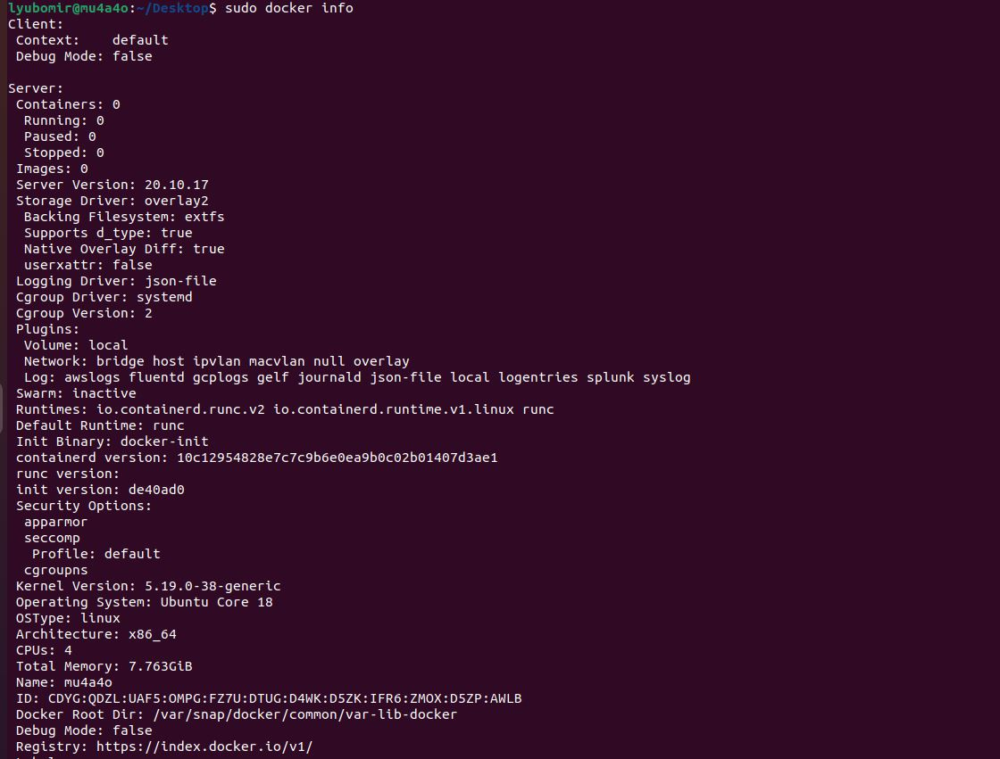 lyubomir@mu4a4o:~/Desktop$ sudo docker info
Client:
 Context:    default
 Debug Mode: false

Server:
 Containers: 0
  Running: 0
  Paused: 0
  Stopped: 0
 Images: 0
 Server Version: 20.10.17
 Storage Driver: overlay2
  Backing Filesystem: extfs
  Supports d_type: true
  Native Overlay Diff: true
  userxattr: false
 Logging Driver: json-file
 Cgroup Driver: systemd
 Cgroup Version: 2
 Plugins:
  Volume: local
  Network: bridge host ipvlan macvlan null overlay
  Log: awslogs fluentd gcplogs gelf journald json-file local logentries splunk syslog
 Swarm: inactive
 Runtimes: io.containerd.runc.v2 io.containerd.runtime.v1.linux runc
 Default Runtime: runc
 Init Binary: docker-init
 containerd version: 10c12954828e7c7c9b6e0ea9b0c02b01407d3ae1
 runc version:
 init version: de40ad0
 Security Options:
  apparmor
  seccomp
   Profile: default
  cgroupns
 Kernel Version: 5.19.0-38-generic
 Operating System: Ubuntu Core 18
 OSType: linux
 Architecture: x86_64
 CPUs: 4
 Total Memory: 7.763GiB
 Name: mu4a4o
 ID: CDYG:QDZL:UAF5:OMPG:FZ7U:DTUG:D4WK:D5ZK:IFR6:ZMOX:D5ZP:AWLB
 Docker Root Dir: /var/snap/docker/common/var-lib-docker
 Debug Mode: false
 Registry: https://index.docker.io/v1/